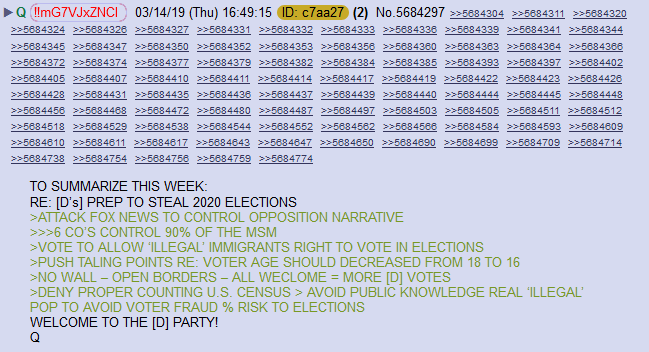 Q !!mG7VJxZNCI 03/14/19 (Thu) 16:49:15 ID: c7aa27 (2) No.5684297 >>5684304 >>5684311 >>5684320
>>5684324 >>5684326 >>5684327 >>5684331 >>5684332 >>5684333 >>5684336 >>5684339 >>5684341 >>5684344
>>5684345 >>5684347 >>5684350 >>5684352 >>5684353 >>5684356 >>5684360 >>5684363 >>5684364 >>5684366
>>5684372 >>5684374 >>5684377 >>5684379 >>5684382 >>5684384 >>5684385 >>5684393 >>5684397 >>5684402
>>5684405 >>5684407 >>5684410 >>5684411 >>5684414 >>5684417 >>5684419 >>5684422 >>5684423 >>5684426
>>5684428 >>5684431 >>5684435 >>5684436 >>5684437 >>5684439 >>5684440 >>5684444 >>5684445 >>5684448
>>5684456 >>5684468 >>5684472 >>5684480 >>5684487 >>5684497 >>5684503 >>5684505 >>5684511 >>5684512
>>5684518 >>5684529 >>5684538 >>5684544 >>5684552 >>5684562 >>5684566 >>5684584 >>5684593 >>5684609
>>5684610 >>5684611 >>5684617 >>5684643 >>5684647 >>5684650 >>5684690 >>5684699 >>5684709 >>5684714
>>5684738 >>5684754 >>5684756 >>5684759 >>5684774
TO SUMMARIZE THIS WEEK:
RE: [D's] PREP TO STEAL 2020 ELECTIONS
>ATTACK FOX NEWS TO CONTROL OPPOSITION NARRATIVE
>>>6 CO'S CONTROL 90% OF THE MSM
>VOTE TO ALLOW ‘ILLEGAL’ IMMIGRANTS RIGHT TO VOTE IN ELECTIONS
>PUSH TALING POINTS RE: VOTER AGE SHOULD DECREASED FROM 18 TO 16
>NO WALL – OPEN BORDERS – ALL WECLOME = MORE [D] VOTES
>DENY PROPER COUNTING U.S. CENSUS > AVOID PUBLIC KNOWLEDGE REAL ‘ILLEGAL’
POP TO AVOID VOTER FRAUD % RISK TO ELECTIONS
WELCOME TO THE [D] PARTY!
Q